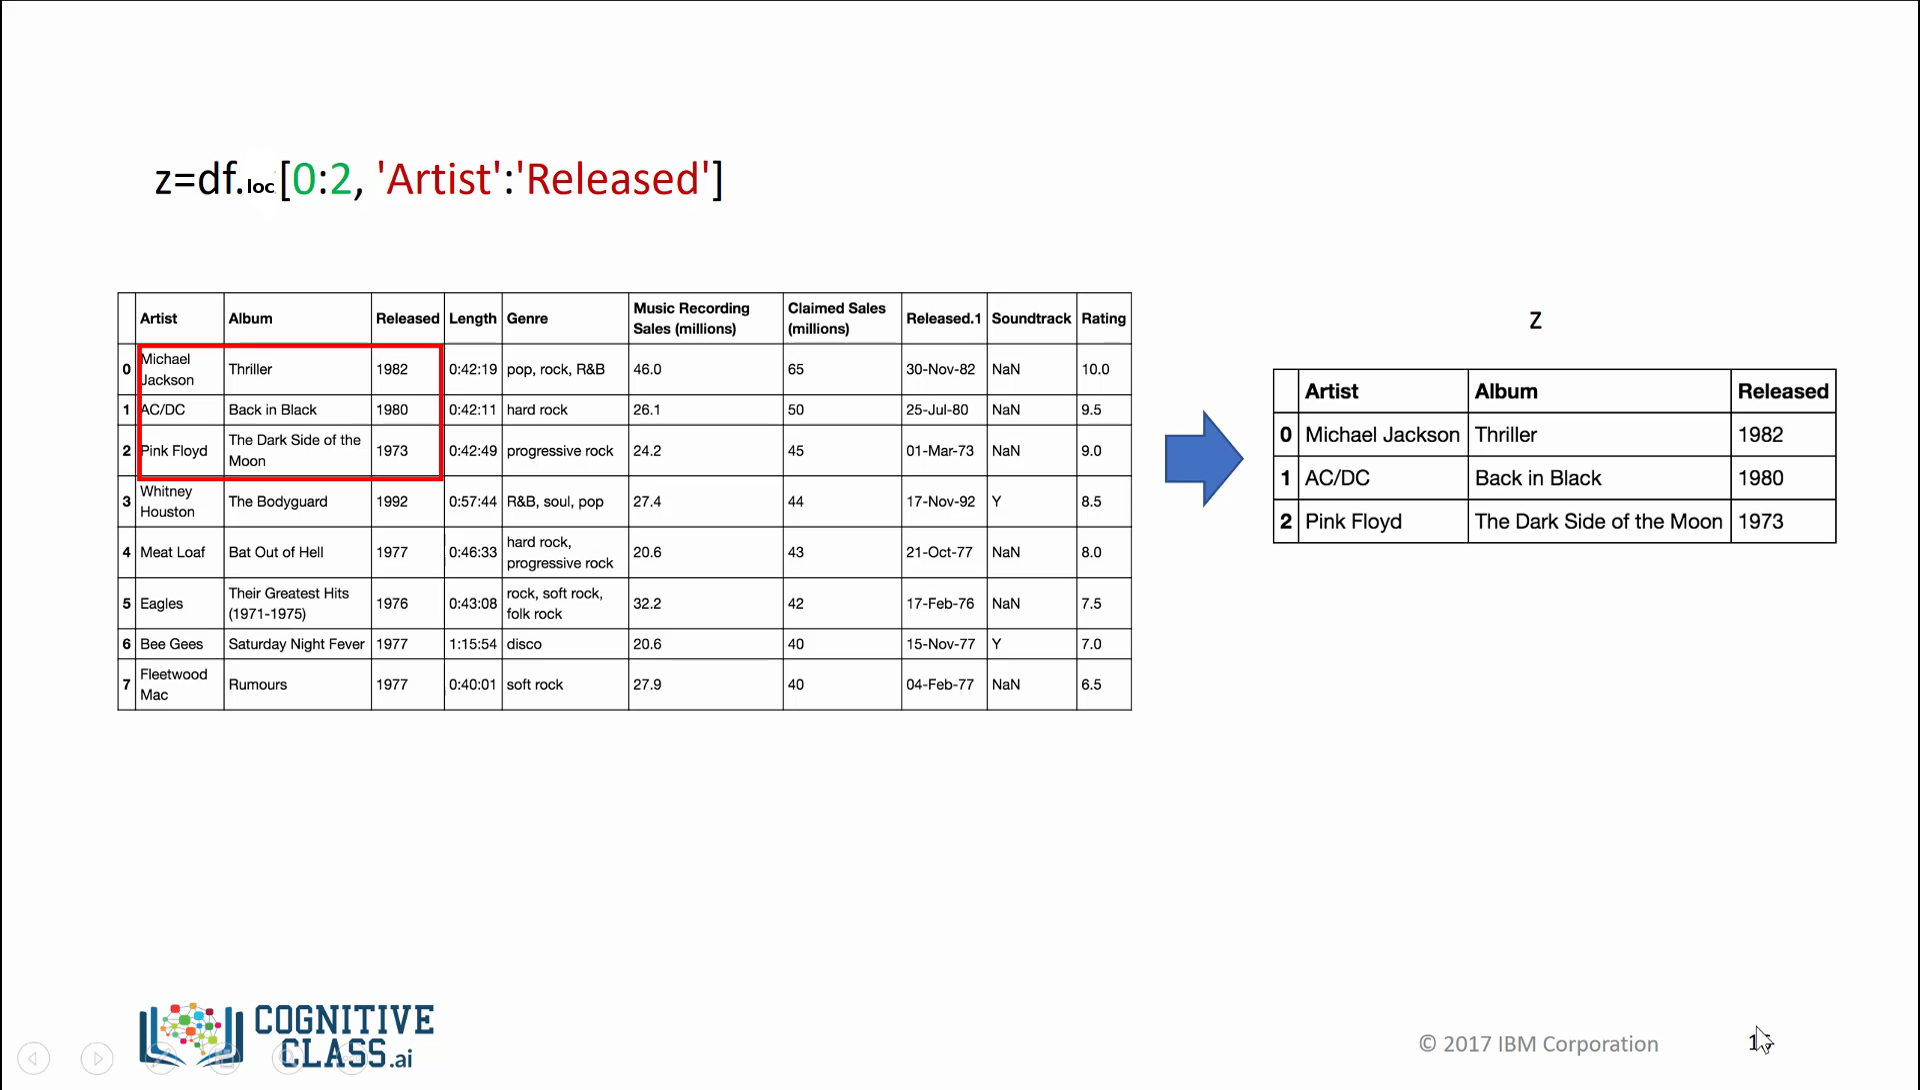 z=df.loc[0:2, 'Artist':'Released']
Artist Album Released Length Genre Music Recording Sales (millions) Claimed Sales (millions) Released.1 Soundtrack Rating
0 Michael Jackson Thriller 1982 0:42:19 pop, rock, R&B 46.0 65 30-Nov-82 NaN 10.0
1 AC/DC Back in Black 1980 0:42:11 hard rock 26.1 50 25-Jul-80 NaN 9.5
2 Pink Floyd The Dark Side of the Moon 1973 0:42:49 progressive rock 24.2 45 01-Mar-73 NaN 9.0
3 Whitney Houston The Bodyguard 1992 0:57:44 R&B, soul, pop 27.4 44 17-Nov-92 Y 8.5
4 Meat Loaf Bat Out of Hell 1977 0:46:33 hard rock, progressive rock 20.6 43 21-Oct-77 NaN 8.0
5 Eagles Their Greatest Hits (1971-1975) 1976 0:43:08 rock, soft rock, folk rock 32.2 42 17-Feb-76 NaN 7.5
6 Bee Gees Saturday Night Fever 1977 1:15:54 disco 20.6 40 15-Nov-77 Y 7.0
7 Fleetwood Mac Rumours 1977 0:40:01 soft rock 27.9 40 04-Feb-77 NaN 6.5
z
Artist Album Released
0 Michael Jackson Thriller 1982
1 AC/DC Back in Black 1980
2 Pink Floyd The Dark Side of the Moon 1973
COGNITIVE
CLASS.ai
© 2017 IBM Corporation